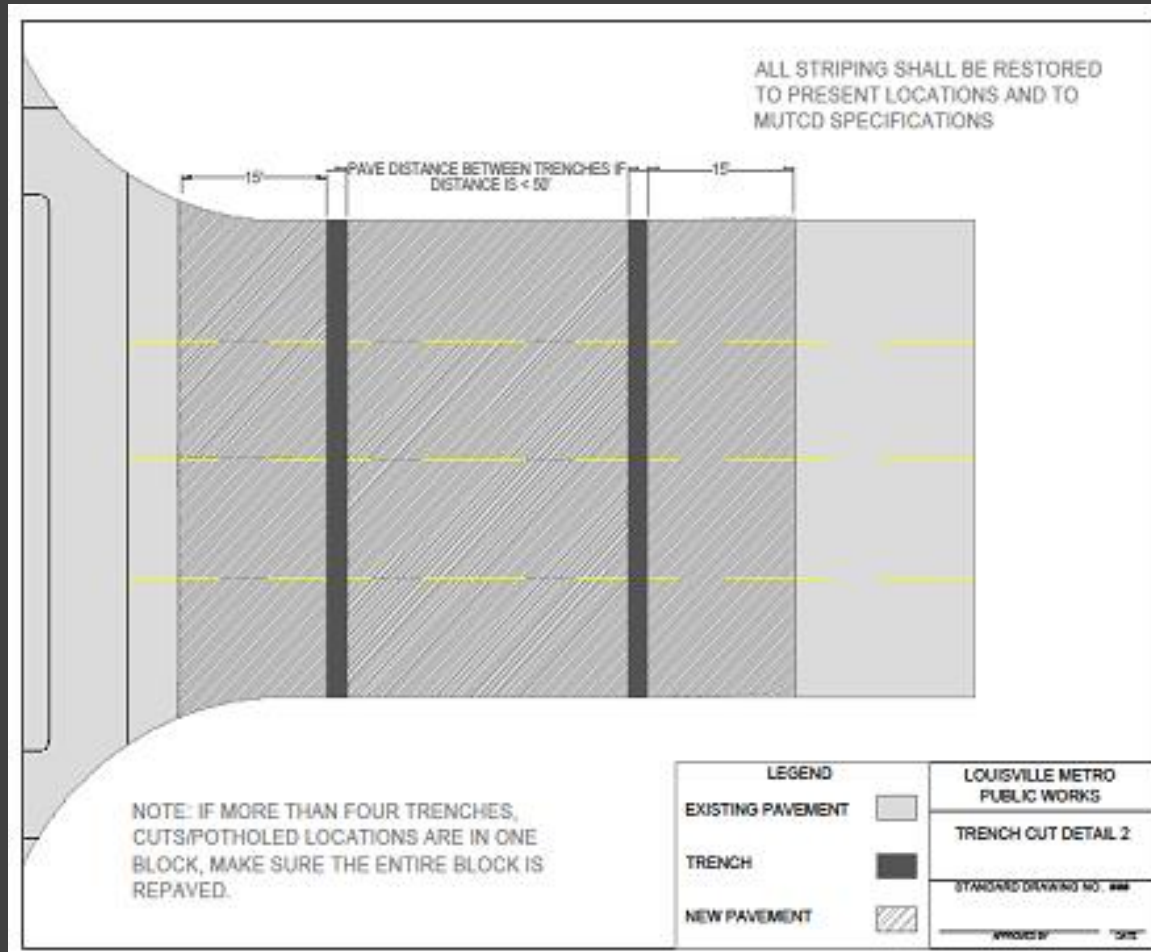 ALL STRIPING SHALL BE RESTORED
TO PRESENT LOCATIONS AND TO
MUTCD SPECIFICATIONS
15'
PAVE DISTANCE BETWEEN TRENCHES IF
DISTANCE IS < 50'
15'
NOTE: IF MORE THAN FOUR TRENCHES,
CUTS/POTHOLED LOCATIONS ARE IN ONE
BLOCK, MAKE SURE THE ENTIRE BLOCK IS
REPAVED.
LEGEND
EXISTING PAVEMENT
TRENCH
NEW PAVEMENT
LOUISVILLE METRO
PUBLIC WORKS
TRENCH CUT DETAIL 2
STANDARD DRAWING NO. ###
APPROVED BY
DATE